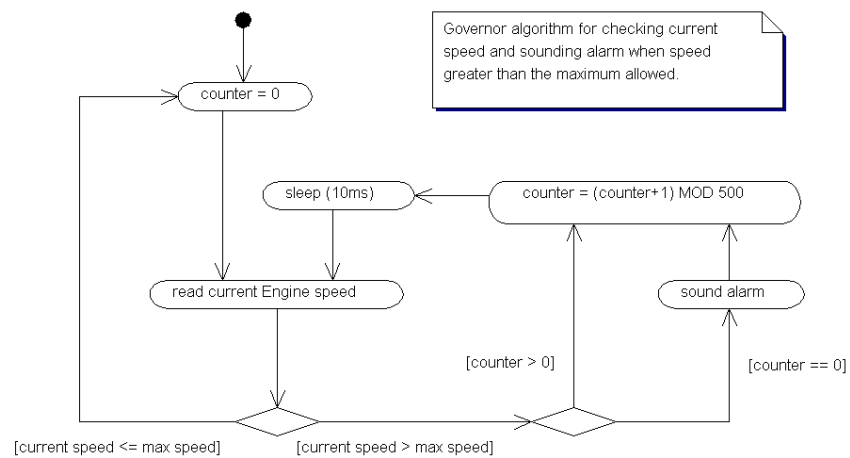 Governor algorithm for checking current
speed and sounding alarm when speed
greater than the maximum allowed.
counter = 0
sleep (10ms)
counter = (counter+1) MOD 500
read current Engine speed
sound alarm
[counter > 0]
[counter == 0]
[current speed <= max speed]
[current speed > max speed]